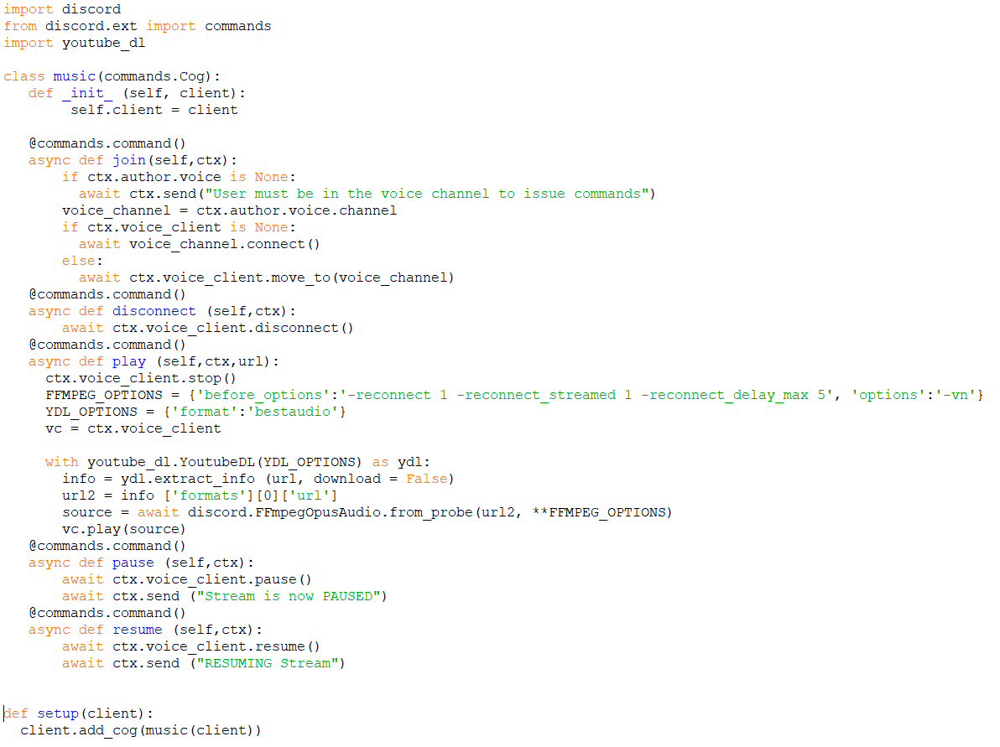 import discord
from discord.ext import commands
import youtube_dl

class music(commands.Cog):
   def _init_ (self, client):
        self.client = client

   @commands.command()
   async def join(self,ctx):
       if ctx.author.voice is None:
         await ctx.send("User must be in the voice channel to issue commands")
       voice_channel = ctx.author.voice.channel
       if ctx.voice_client is None:
         await voice_channel.connect()
       else:
         await ctx.voice_client.move_to(voice_channel)
   @commands.command()
   async def disconnect (self,ctx):
       await ctx.voice_client.disconnect()
   @commands.command()
   async def play (self,ctx,url):
     ctx.voice_client.stop()
     FFMPEG_OPTIONS = {'before_options':'-reconnect 1 -reconnect_streamed 1 -reconnect_delay_max 5', 'options':'-vn'}
     YDL_OPTIONS = {'format':'bestaudio'}
     vc = ctx.voice_client

     with youtube_dl.YoutubeDL(YDL_OPTIONS) as ydl:
       info = ydl.extract_info (url, download = False)
       url2 = info ['formats'][0]['url']
       source = await discord.FFmpegOpusAudio.from_probe(url2, **FFMPEG_OPTIONS)
       vc.play(source)
   @commands.command()
   async def pause (self,ctx):
       await ctx.voice_client.pause()
       await ctx.send ("Stream is now PAUSED")
   @commands.command()
   async def resume (self,ctx):
       await ctx.voice_client.resume()
       await ctx.send ("RESUMING Stream")


def setup(client):
  client.add_cog(music(client))